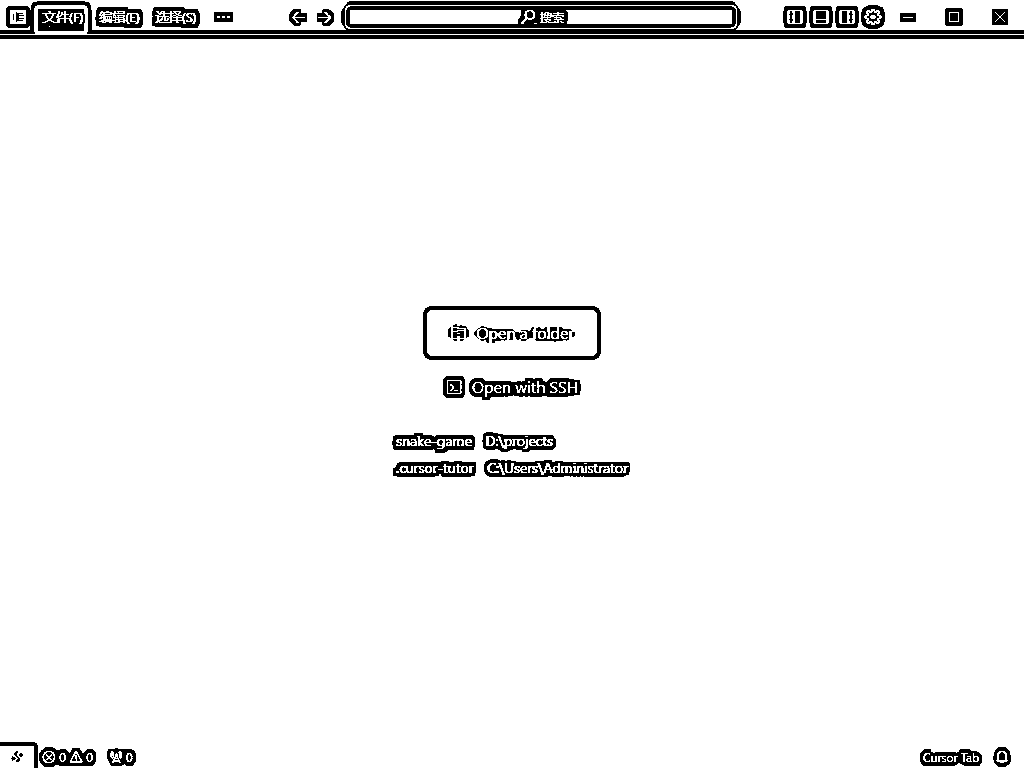 文件(F) 编辑(E) 选择(S) ··· 搜索
Open a folder
Open with SSH
snake-game D:\projects
.cursor-tutor C:\Users\Administrator
0 0 0 Cursor Tab